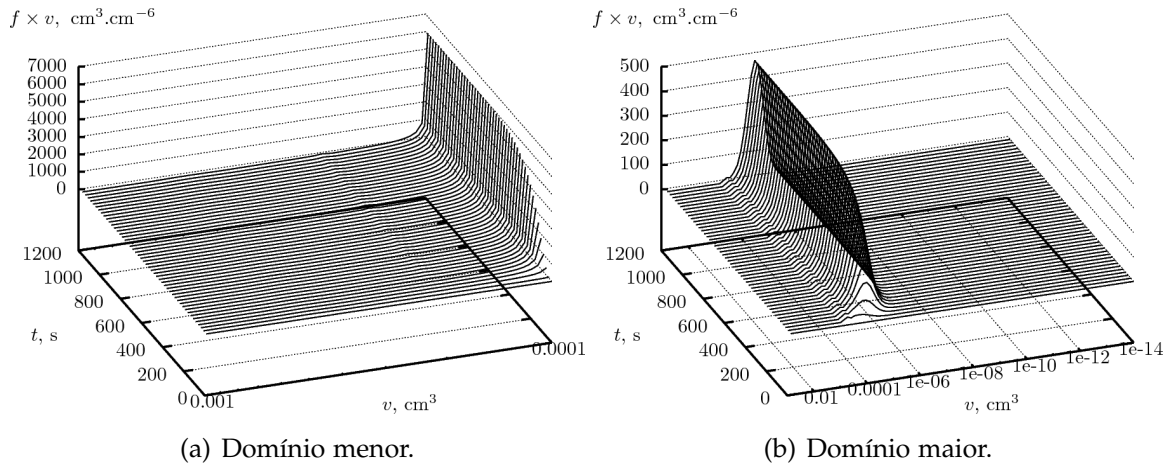 f × v, cm³.cm⁻⁶
7000
6000
5000
4000
3000
2000
1000
0
1200
1000
800
600
400
200
0
t, s
0.001
0.0001
v, cm³
(a) Domínio menor.
f × v, cm³.cm⁻⁶
500
400
300
200
100
0
1200
1000
800
600
400
200
0
t, s
0.01
0.0001
1e-06
1e-08
1e-10
1e-12
1e-14
v, cm³
(b) Domínio maior.